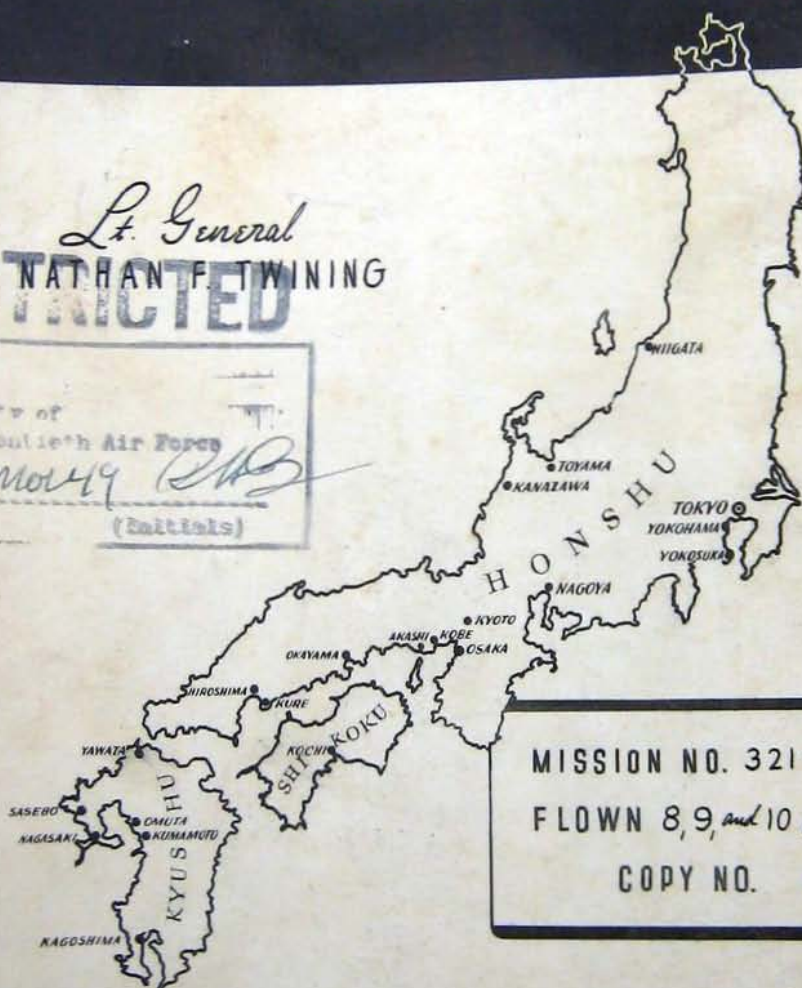 Lt. General
NATHAN F. TWINING
TRICTED
of
Air Force
(Initials)
NIIGATA
TOYAMA
KANAZAWA
HONSHU
TOKYO
YOKOHAMA
YOKOSUKA
NAGOYA
KYOTO
AKASHI KOBE
OSAKA
OKAYAMA
HIROSHIMA
KURE
SHIKOKU
KOCHI
YAWATA
KYUSHU
SASEBO
OMUTA
NAGASAKI
KUMAMOTO
KAGOSHIMA
MISSION NO. 321
FLOWN 8, 9, and 10
COPY NO.